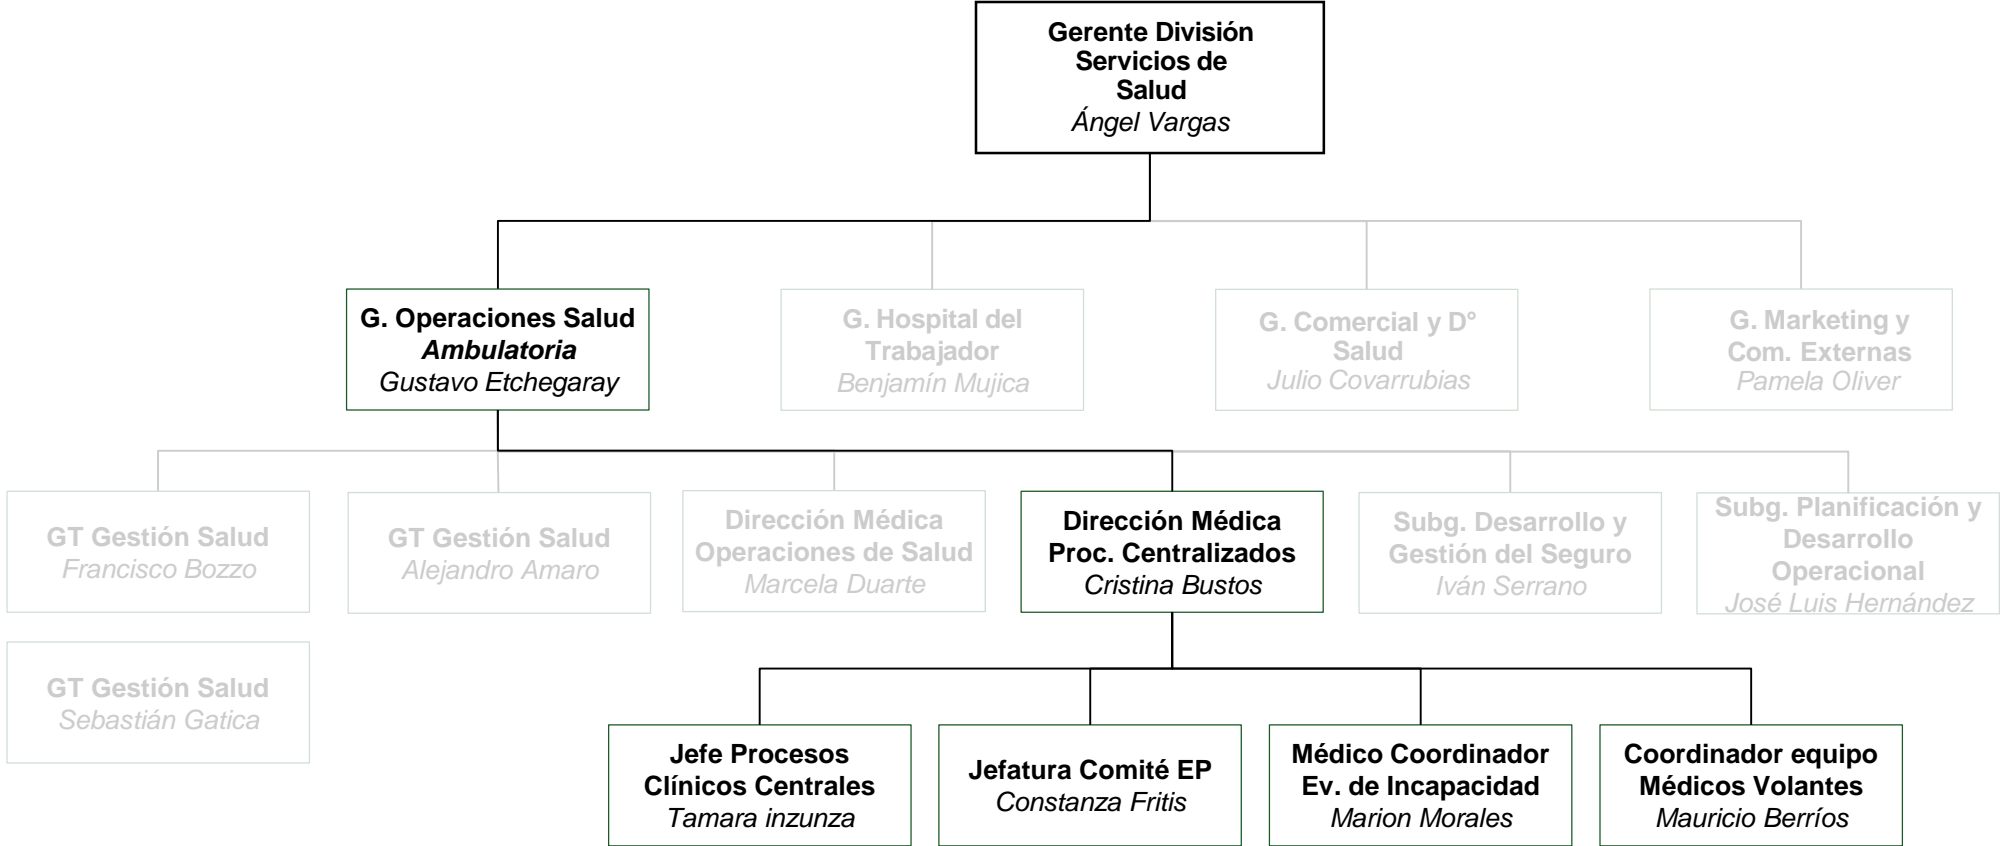 Gerente División
Servicios de
Salud
Ángel Vargas
G. Operaciones Salud
Ambulatoria
Gustavo Etchegaray
G. Hospital del
Trabajador
Benjamín Mujica
G. Comercial y D°
Salud
Julio Covarrubias
G. Marketing y
Com. Externas
Pamela Oliver
GT Gestión Salud
Francisco Bozzo
GT Gestión Salud
Alejandro Amaro
Dirección Médica
Operaciones de Salud
Marcela Duarte
Dirección Médica
Proc. Centralizados
Cristina Bustos
Subg. Desarrollo y
Gestión del Seguro
Iván Serrano
Subg. Planificación y
Desarrollo
Operacional
José Luis Hernández
GT Gestión Salud
Sebastián Gatica
Jefe Procesos
Clínicos Centrales
Tamara inzunza
Jefatura Comité EP
Constanza Fritis
Médico Coordinador
Ev. de Incapacidad
Marion Morales
Coordinador equipo
Médicos Volantes
Mauricio Berríos